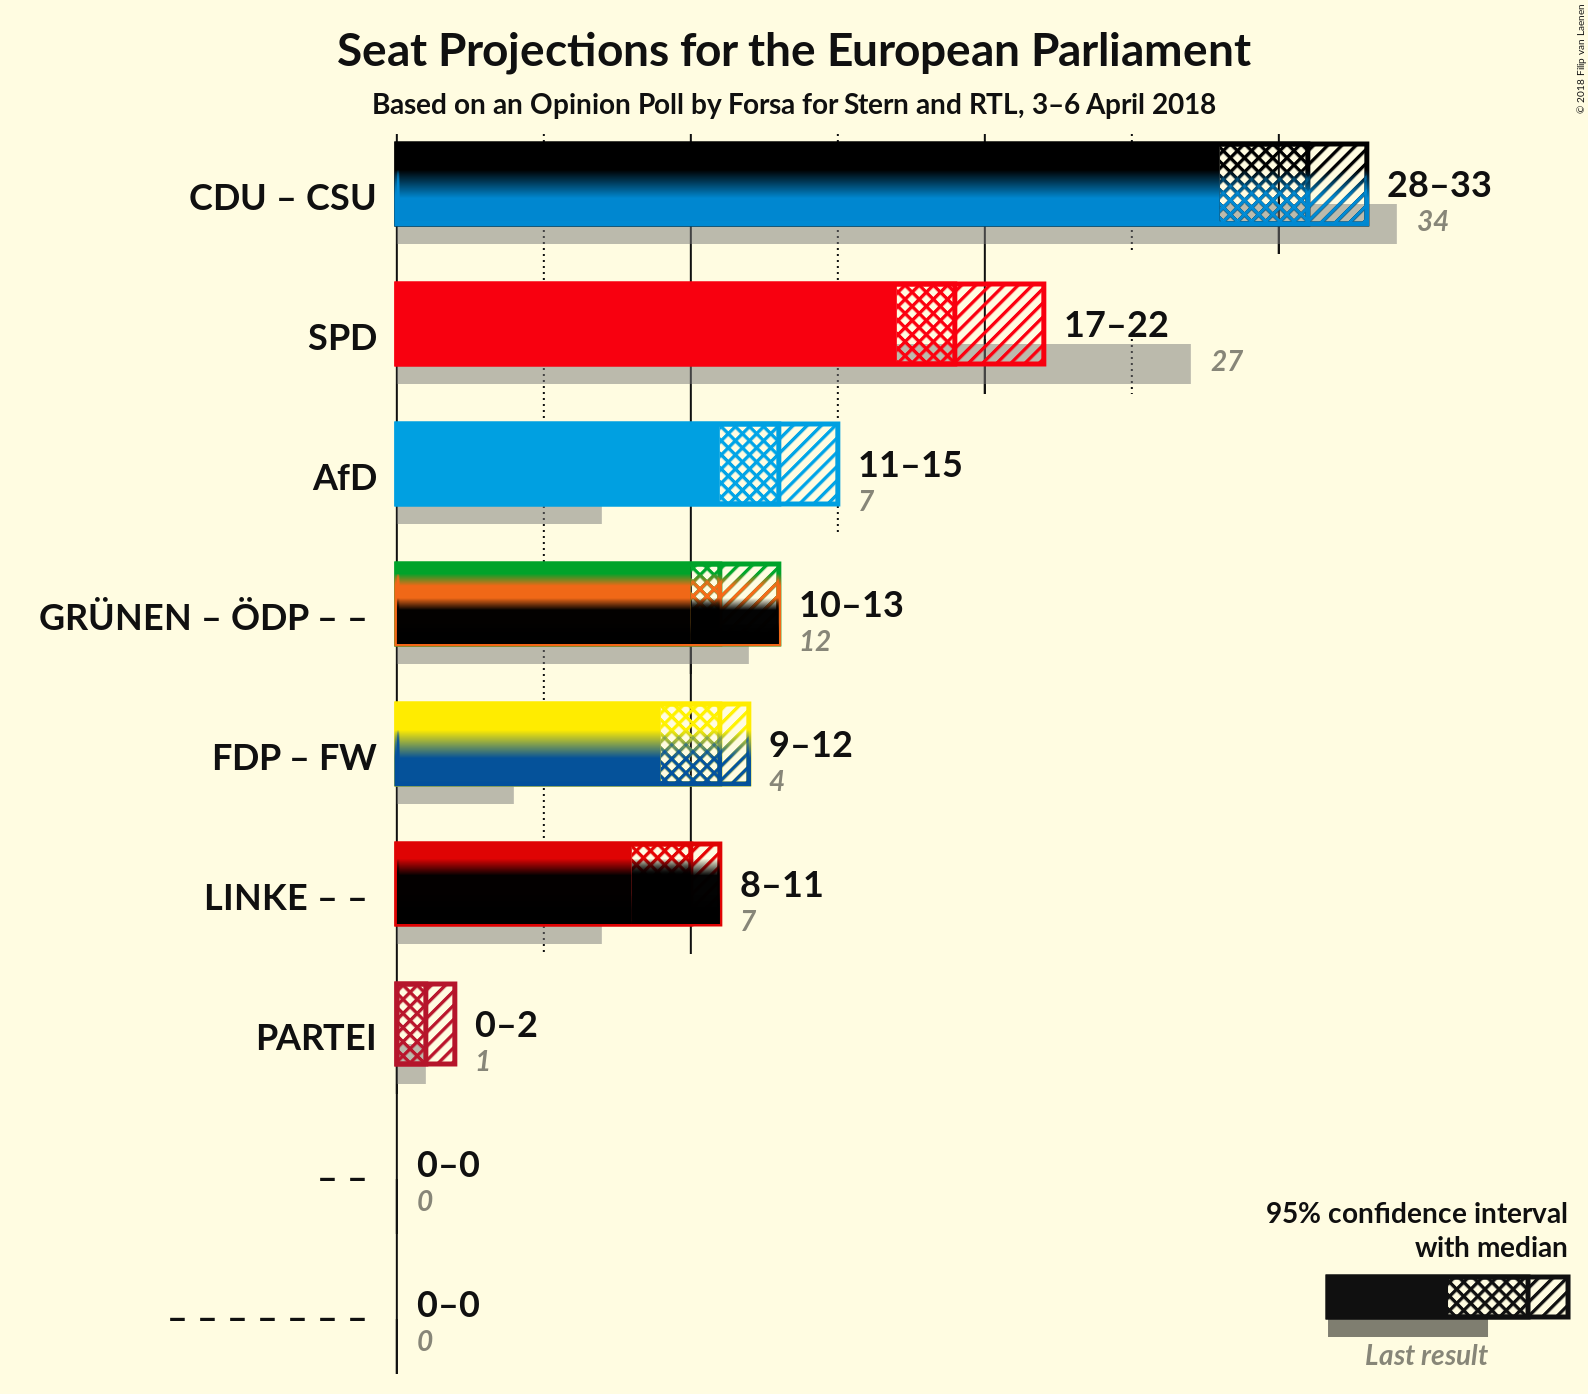 Seat Projections for the European Parliament
Based on an Opinion Poll by Forsa for Stern and RTL, 3–6 April 2018
© 2018 Filip van Laenen
CDU – CSU
28–33
34
SPD
17–22
27
AfD
11–15
7
GRÜNEN – ÖDP – –
10–13
12
FDP – FW
9–12
4
LINKE – –
8–11
7
PARTEI
0–2
1
– –
0–0
0
– – – – – – –
0–0
0
95% confidence interval
with median
Last result